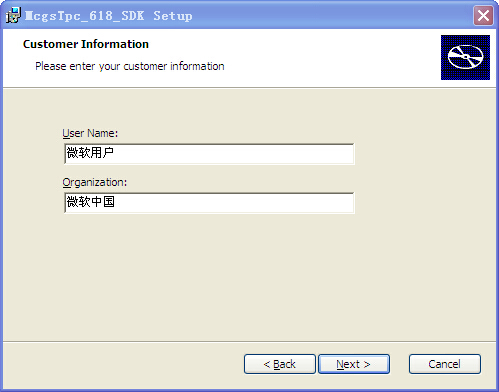 McgsTpc_618_SDK Setup
Customer Information
Please enter your customer information
User Name:
微软用户
Organization:
微软中国
< Back
Next >
Cancel